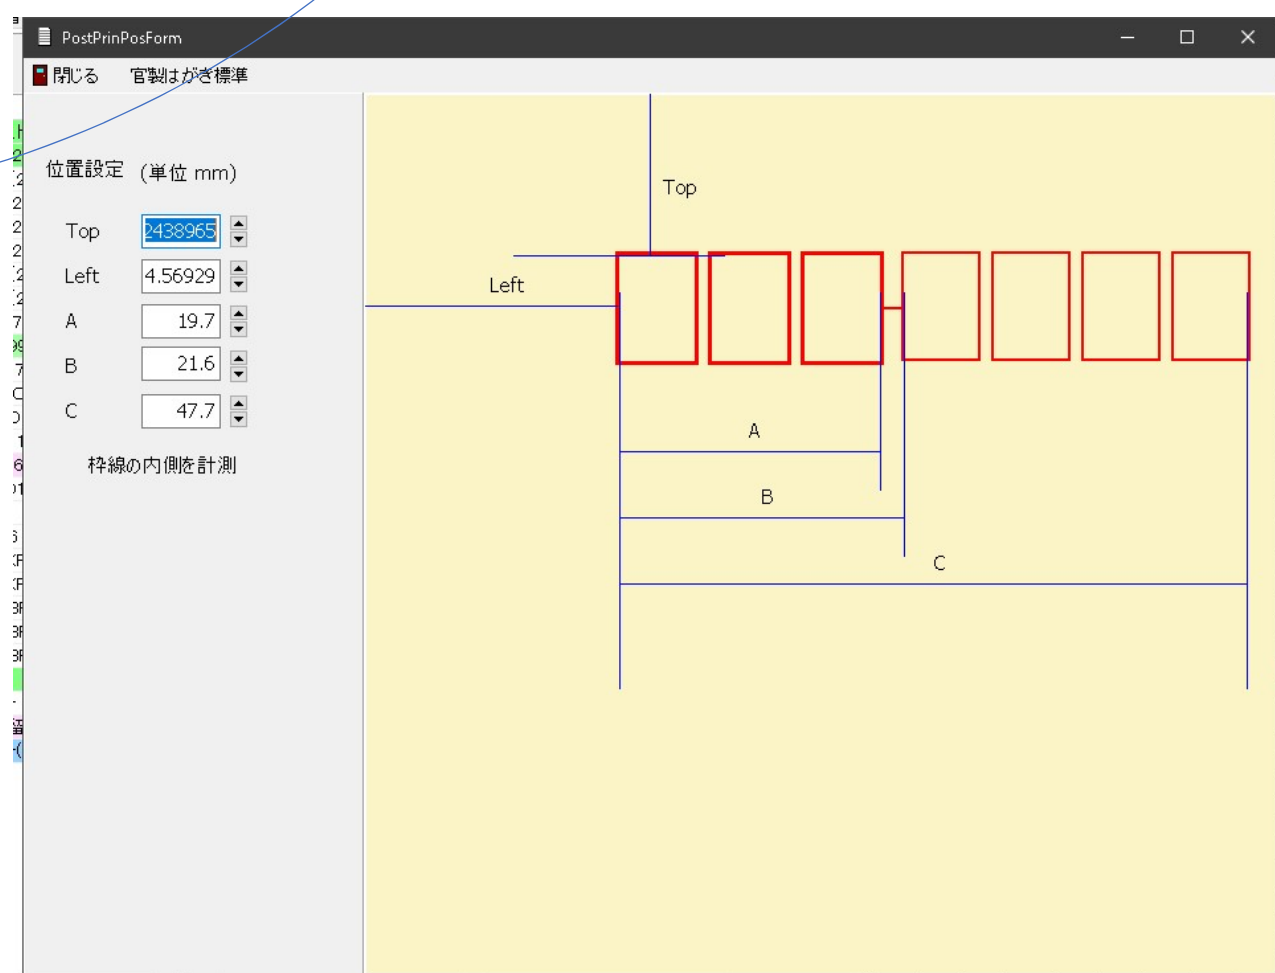 PostPrinPosForm
閉じる 官製はがき標準
位置設定 (単位 mm)
Top 2438965
Left 4.56929
A 19.7
B 21.6
C 47.7
枠線の内側を計測
Top
Left
A
B
C